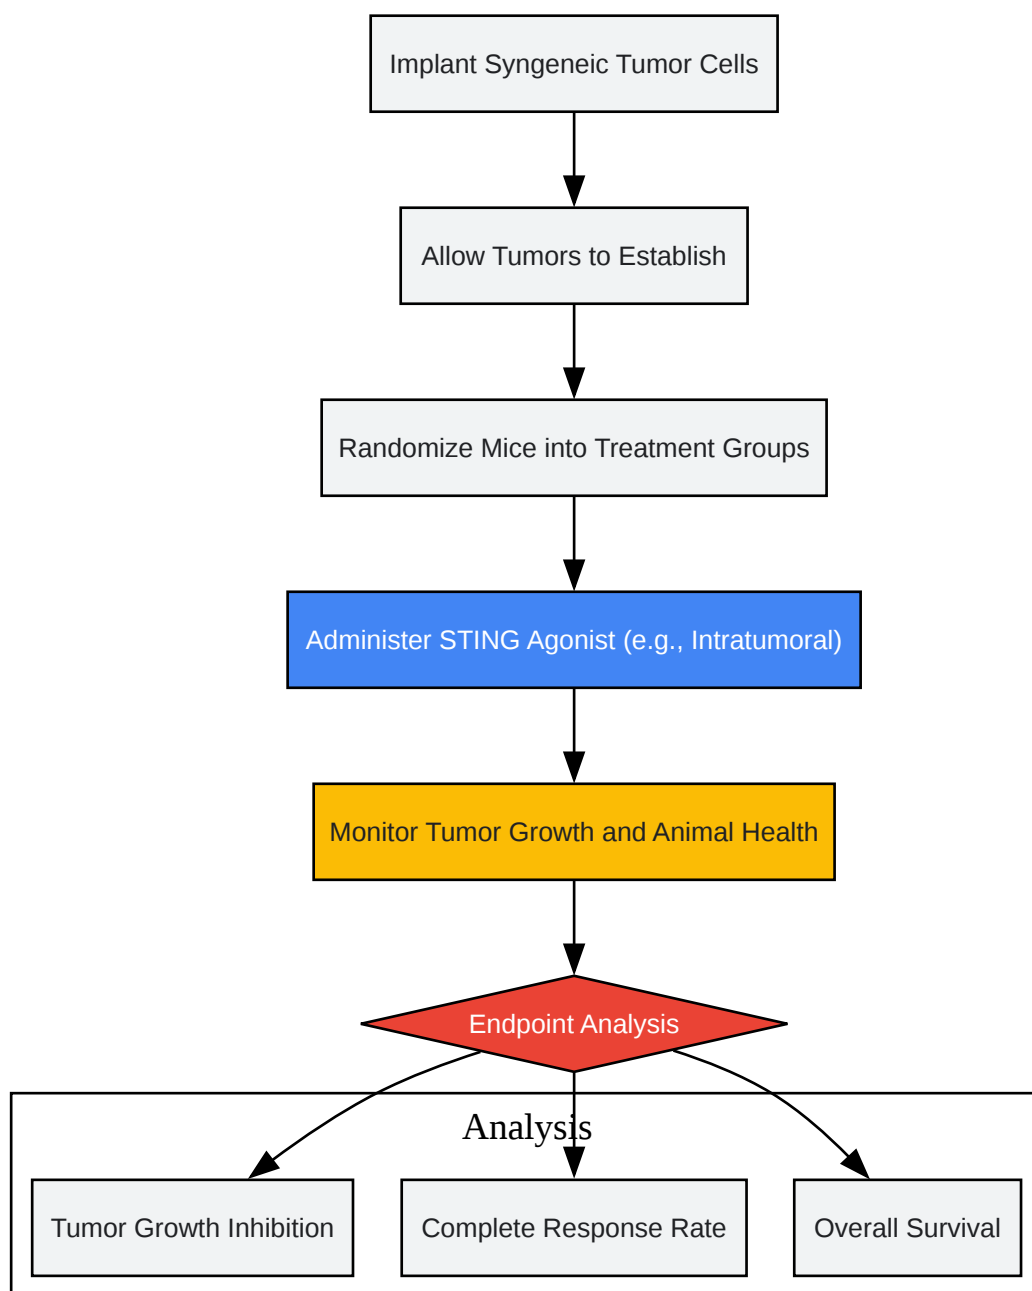 Implant Syngeneic Tumor Cells
Allow Tumors to Establish
Randomize Mice into Treatment Groups
Administer STING Agonist (e.g., Intratumoral)
Monitor Tumor Growth and Animal Health
Endpoint Analysis
Analysis
Tumor Growth Inhibition
Complete Response Rate
Overall Survival